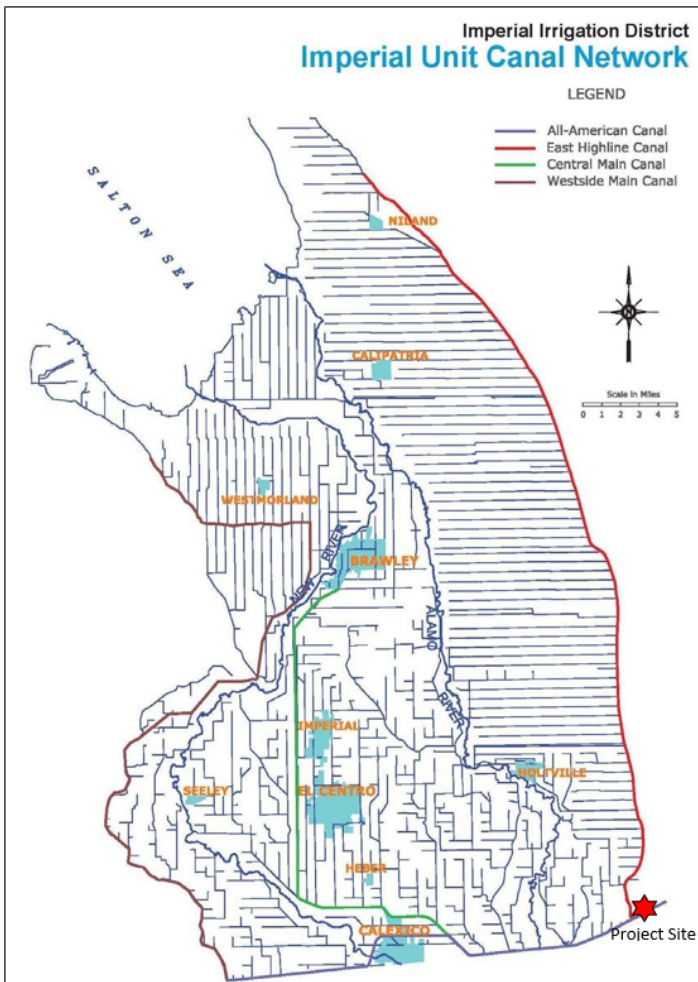 Imperial Irrigation District
Imperial Unit Canal Network
LEGEND
All-American Canal
East Highline Canal
Central Main Canal
Westside Main Canal
SALTON SEA
NILAND
N
CALIPATRIA
Scale In Miles
0 1 2 3 4 5
WESTMORLAND
NEW RIVER
BRAWLEY
ALAMO RIVER
IMPERIAL
HOLTVILLE
SEELEY
EL CENTRO
HEBER
CALEXICO
Project Site